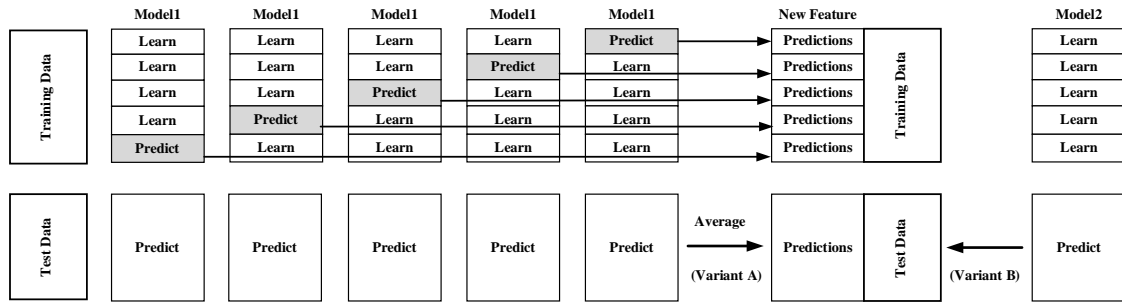 Model1 Model1 Model1 Model1 Model1 New Feature Model2
Training Data
Learn Learn Learn Learn Predict Predictions Learn
Learn Learn Learn Predict Learn Predictions Learn
Learn Learn Predict Learn Learn Predictions Learn
Learn Predict Learn Learn Learn Predictions Learn
Predict Learn Learn Learn Learn Predictions Learn
Training Data
Test Data
Predict Predict Predict Predict Predict
Average
(Variant A)
Predictions
Test Data
(Variant B)
Predict